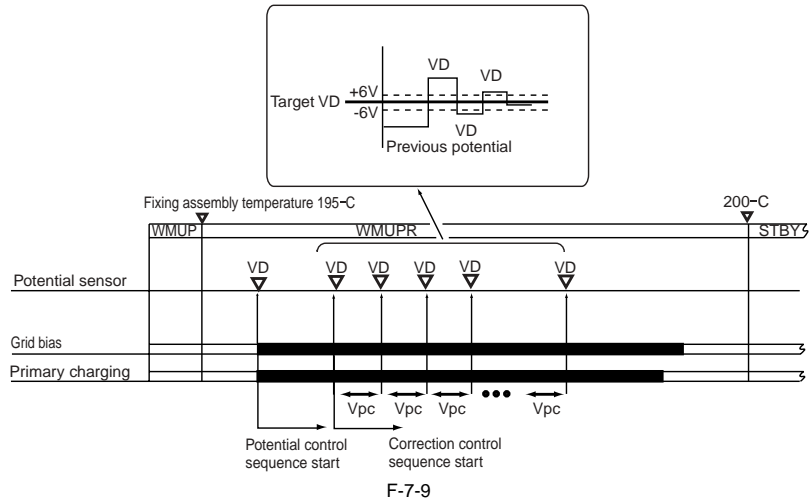 VD
VD
+6V
Target VD
-6V
VD
Previous potential
Fixing assembly temperature 195-C
200-C
WMUP
WMUPR
STBY
VD
VD
VD
VD
VD
VD
Potential sensor
Grid bias
Primary charging
Vpc
Vpc
Vpc
Vpc
Potential control
sequence start
Correction control
sequence start
F-7-9